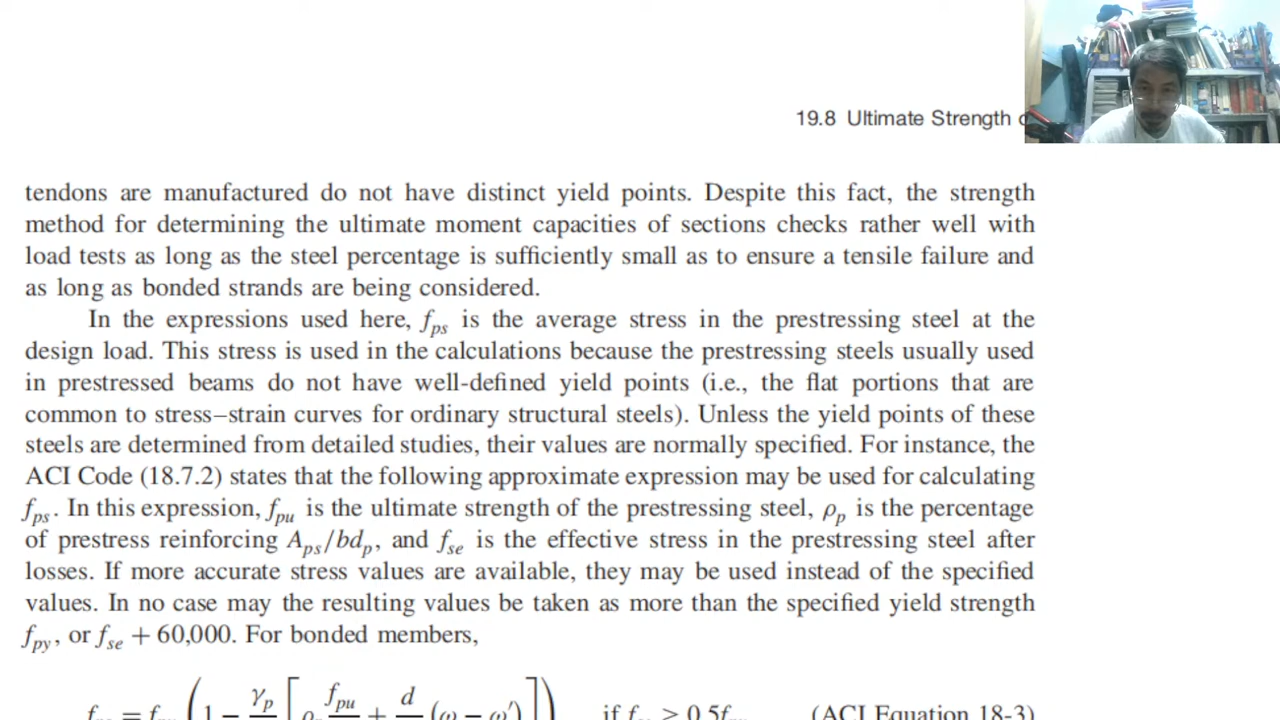 19.8 Ultimate Strength
tendons are manufactured do not have distinct yield points. Despite this fact, the strength
method for determining the ultimate moment capacities of sections checks rather well with
load tests as long as the steel percentage is sufficiently small as to ensure a tensile failure and
as long as bonded strands are being considered.
In the expressions used here, fps is the average stress in the prestressing steel at the
design load. This stress is used in the calculations because the prestressing steels usually used
in prestressed beams do not have well-defined yield points (i.e., the flat portions that are
common to stress–strain curves for ordinary structural steels). Unless the yield points of these
steels are determined from detailed studies, their values are normally specified. For instance, the
ACI Code (18.7.2) states that the following approximate expression may be used for calculating
fps. In this expression, fpu is the ultimate strength of the prestressing steel, ρp is the percentage
of prestress reinforcing Aps/bdp, and fse is the effective stress in the prestressing steel after
losses. If more accurate stress values are available, they may be used instead of the specified
values. In no case may the resulting values be taken as more than the specified yield strength
fpy, or fse + 60,000. For bonded members,
(1 − γp [ fpu + d (ω − ω′) ]) if > 0.5f (ACI Equation 18-3)